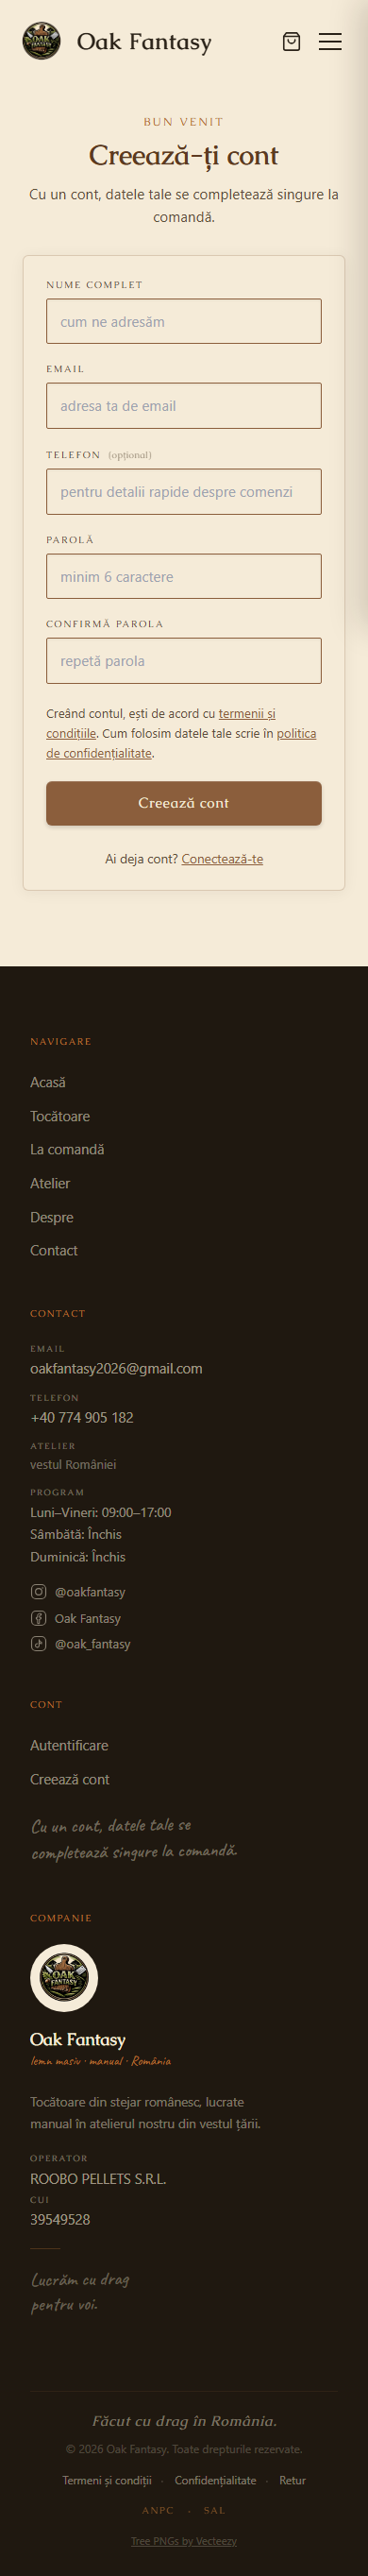 Oak Fantasy
BUN VENIT
Creează-ți cont
Cu un cont, datele tale se completează singure la
comandă.
NUME COMPLET
cum ne adresăm
EMAIL
adresa ta de email
TELEFON (opțional)
pentru detalii rapide despre comenzi
PAROLĂ
minim 6 caractere
CONFIRMĂ PAROLA
repetă parola
Creând contul, ești de acord cu termenii și
condițiile. Cum folosim datele tale scrie în politica
de confidențialitate.
Creează cont
Ai deja cont? Conectează-te
NAVIGARE
Acasă
Tocătoare
La comandă
Atelier
Despre
Contact
CONTACT
EMAIL
oakfantasy2026@gmail.com
TELEFON
+40 774 905 182
ATELIER
vestul României
PROGRAM
Luni–Vineri: 09:00–17:00
Sâmbătă: Închis
Duminică: Închis
@oakfantasy
Oak Fantasy
@oak_fantasy
CONT
Autentificare
Creează cont
Cu un cont, datele tale se
completează singure la comandă.
COMPANIE
OAK
FANTASY
Oak Fantasy
lemn masiv · manual · România
Tocătoare din stejar românesc, lucrate
manual în atelierul nostru din vestul țării.
OPERATOR
ROOBO PELLETS S.R.L.
CUI
39549528
Lucrăm cu drag
pentru voi.
Făcut cu drag în România.
© 2026 Oak Fantasy. Toate drepturile rezervate.
Termeni și condiții · Confidențialitate · Retur
ANPC · SAL
Tree PNGs by Vecteezy